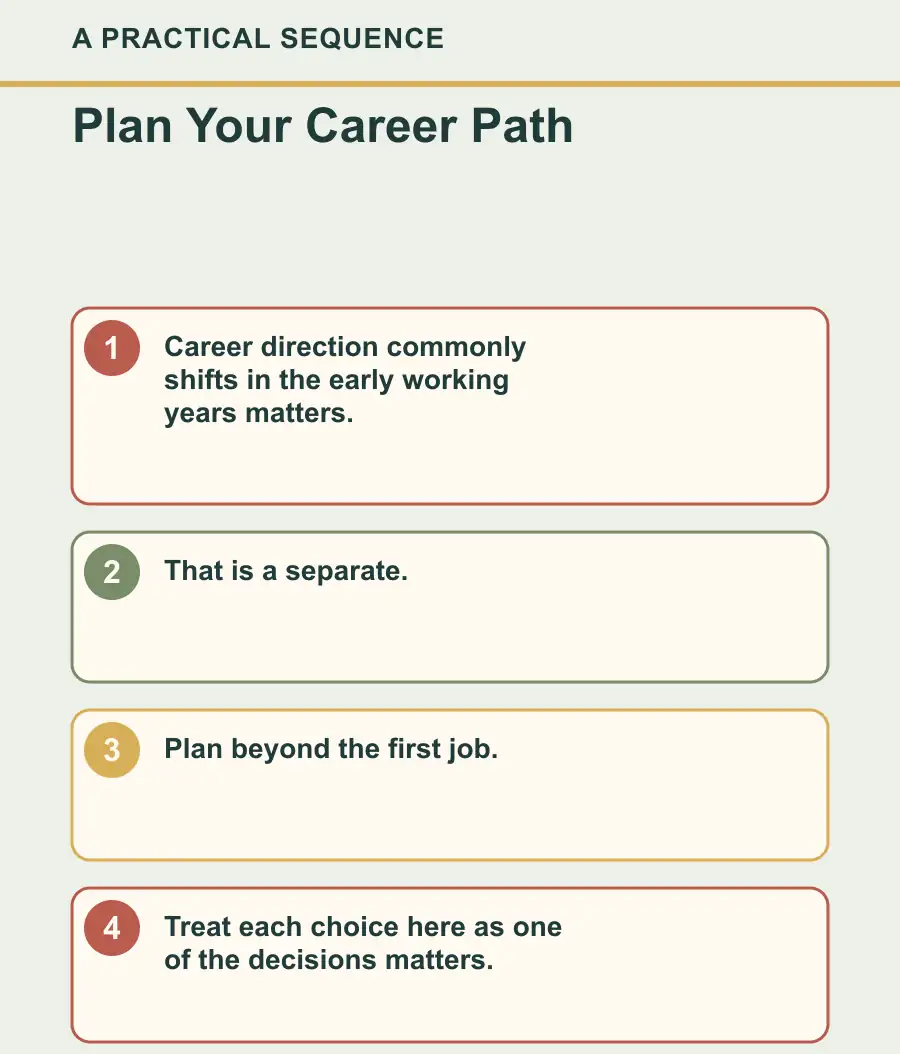 A PRACTICAL SEQUENCE
Plan Your Career Path
1
Career direction commonly
shifts in the early working
years matters.
2
That is a separate.
3
Plan beyond the first job.
4
Treat each choice here as one
of the decisions matters.